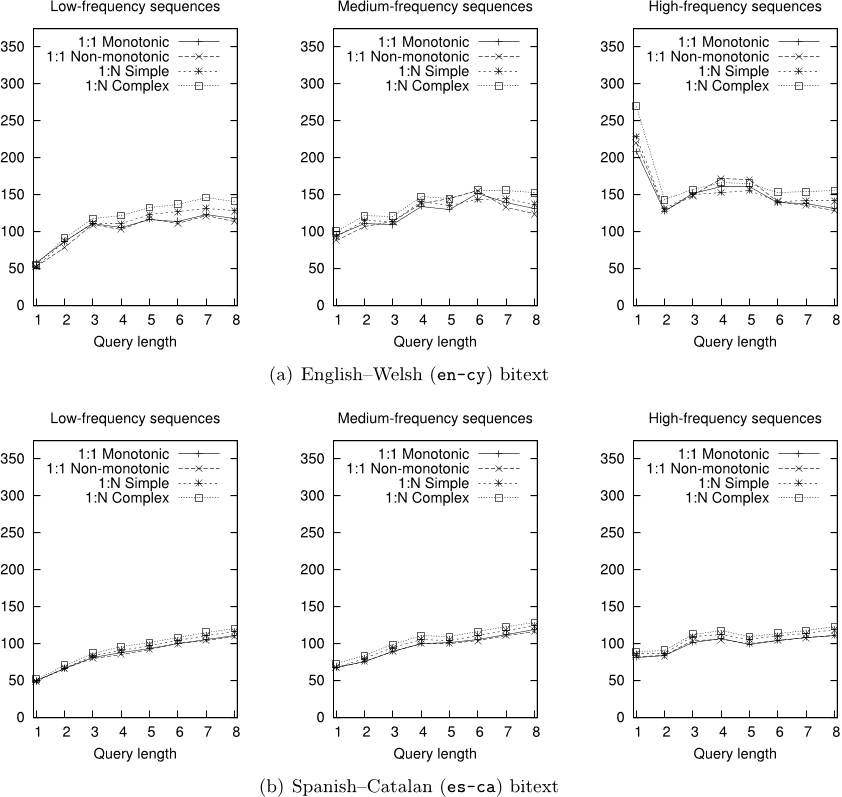 Low-frequency sequences
350
300
250
200
150
100
50
0
1:1 Monotonic
1:1 Non-monotonic
1:N Simple
1:N Complex
1 2 3 4 5 6 7 8
Query length
Medium-frequency sequences
350
300
250
200
150
100
50
0
1:1 Monotonic
1:1 Non-monotonic
1:N Simple
1:N Complex
1 2 3 4 5 6 7 8
Query length
High-frequency sequences
350
300
250
200
150
100
50
0
1:1 Monotonic
1:1 Non-monotonic
1:N Simple
1:N Complex
1 2 3 4 5 6 7 8
Query length
(a) English–Welsh (en-cy) bitext
Low-frequency sequences
350
300
250
200
150
100
50
0
1:1 Monotonic
1:1 Non-monotonic
1:N Simple
1:N Complex
1 2 3 4 5 6 7 8
Query length
Medium-frequency sequences
350
300
250
200
150
100
50
0
1:1 Monotonic
1:1 Non-monotonic
1:N Simple
1:N Complex
1 2 3 4 5 6 7 8
Query length
High-frequency sequences
350
300
250
200
150
100
50
0
1:1 Monotonic
1:1 Non-monotonic
1:N Simple
1:N Complex
1 2 3 4 5 6 7 8
Query length
(b) Spanish–Catalan (es-ca) bitext